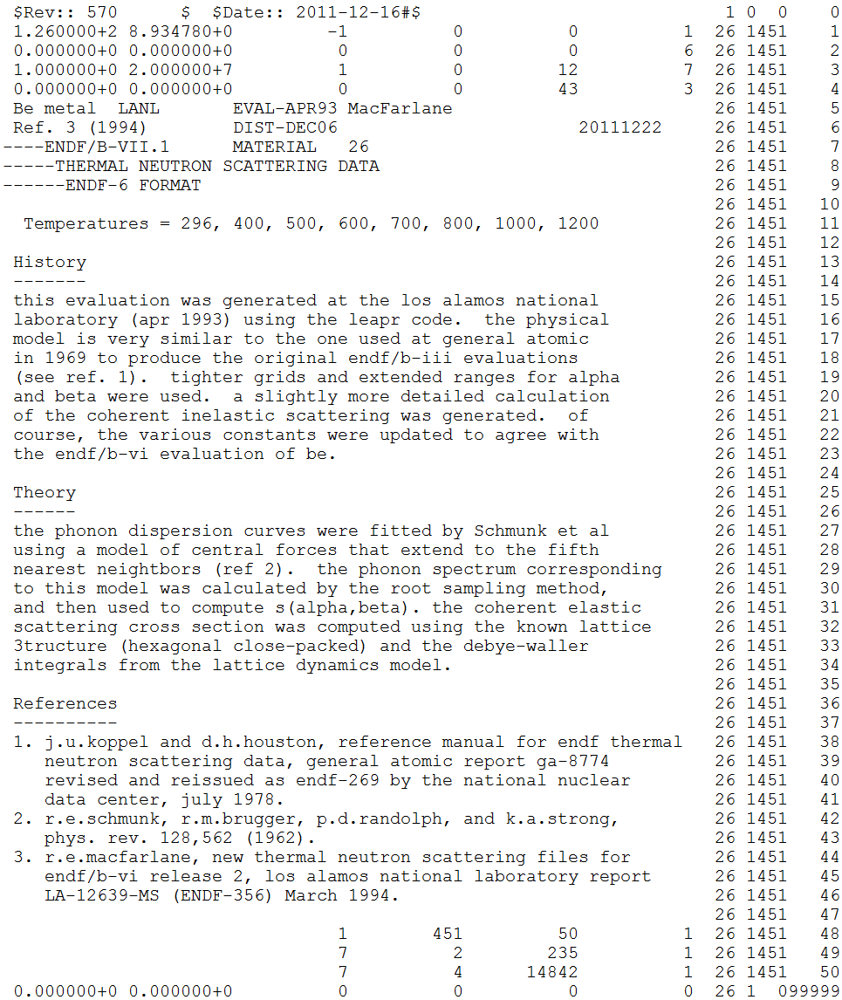 $Rev:: 570      $  $Date:: 2011-12-16#$                             1 0  0    0
 1.260000+2 8.934780+0         -1          0          0          1  26 1451    1
 0.000000+0 0.000000+0          0          0          0          6  26 1451    2
 1.000000+0 2.000000+7          1          0         12          7  26 1451    3
 0.000000+0 0.000000+0          0          0         43          3  26 1451    4
 Be metal  LANL       EVAL-APR93 MacFarlane                         26 1451    5
 Ref. 3 (1994)        DIST-DEC06                       20111222     26 1451    6
----ENDF/B-VII.1      MATERIAL   26                                 26 1451    7
-----THERMAL NEUTRON SCATTERING DATA                                26 1451    8
------ENDF-6 FORMAT                                                 26 1451    9
                                                                    26 1451   10
  Temperatures = 296, 400, 500, 600, 700, 800, 1000, 1200           26 1451   11
                                                                    26 1451   12
 History                                                            26 1451   13
 -------                                                            26 1451   14
 this evaluation was generated at the los alamos national           26 1451   15
 laboratory (apr 1993) using the leapr code.  the physical          26 1451   16
 model is very similar to the one used at general atomic            26 1451   17
 in 1969 to produce the original endf/b-iii evaluations             26 1451   18
 (see ref. 1).  tighter grids and extended ranges for alpha         26 1451   19
 and beta were used.  a slightly more detailed calculation          26 1451   20
 of the coherent inelastic scattering was generated.  of            26 1451   21
 course, the various constants were updated to agree with           26 1451   22
 the endf/b-vi evaluation of be.                                    26 1451   23
                                                                    26 1451   24
 Theory                                                             26 1451   25
 ------                                                             26 1451   26
 the phonon dispersion curves were fitted by Schmunk et al          26 1451   27
 using a model of central forces that extend to the fifth           26 1451   28
 nearest neightbors (ref 2).  the phonon spectrum corresponding     26 1451   29
 to this model was calculated by the root sampling method,          26 1451   30
 and then used to compute s(alpha,beta). the coherent elastic       26 1451   31
 scattering cross section was computed using the known lattice      26 1451   32
 3tructure (hexagonal close-packed) and the debye-waller            26 1451   33
 integrals from the lattice dynamics model.                         26 1451   34
                                                                    26 1451   35
 References                                                         26 1451   36
 ----------                                                         26 1451   37
 1. j.u.koppel and d.h.houston, reference manual for endf thermal   26 1451   38
    neutron scattering data, general atomic report ga-8774          26 1451   39
    revised and reissued as endf-269 by the national nuclear        26 1451   40
    data center, july 1978.                                         26 1451   41
 2. r.e.schmunk, r.m.brugger, p.d.randolph, and k.a.strong,         26 1451   42
    phys. rev. 128,562 (1962).                                      26 1451   43
 3. r.e.macfarlane, new thermal neutron scattering files for        26 1451   44
    endf/b-vi release 2, los alamos national laboratory report      26 1451   45
    LA-12639-MS (ENDF-356) March 1994.                              26 1451   46
                                                                    26 1451   47
                                1        451         50          1  26 1451   48
                                7          2        235          1  26 1451   49
                                7          4      14842          1  26 1451   50
 0.000000+0 0.000000+0          0          0          0          0  26 1  099999